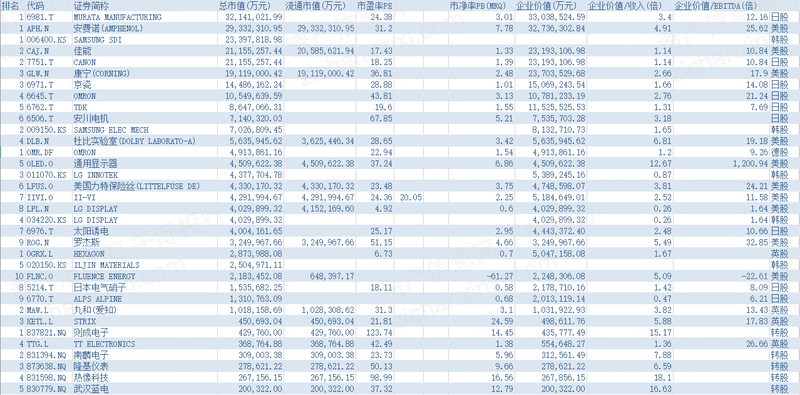 排名 代码 证券简称 总市值(万元) 流通市值(万元) 市盈率PE 市净率PB(MRQ) 企业价值(万元) 企业价值/收入(倍) 企业价值/EBITDA(倍)
1 6981.T MURATA MANUFACTURING 32,141,021.99 24.38 3.01 33,038,524.59 3.4 12.16 日股
1 APH.N 安费诺(AMPHENOL) 29,332,310.95 29,332,310.95 31.2 7.78 32,736,302.84 4.91 25.62 美股
1 006400.KS SAMSUNG SDI 23,397,818.98 韩股
2 CAJ.N 佳能 21,155,257.44 20,585,621.94 17.43 1.33 23,193,106.98 1.14 10.84 美股
2 7751.T CANON 21,155,257.44 18.25 1.39 23,193,106.98 1.14 10.84 日股
3 GLW.N 康宁(CORNING) 19,119,000.42 19,119,000.42 36.81 2.48 23,703,529.68 2.66 17.9 美股
3 6971.T 京瓷 14,486,162.24 28.88 1.01 15,069,243.54 1.66 14.08 日股
4 6645.T OMRON 10,549,639.59 43.81 3.13 10,781,233.19 2.76 21.24 日股
5 6762.T TDK 8,647,066.31 19.6 1.55 11,525,525.53 1.31 7.69 日股
6 6506.T 安川电机 7,140,320.03 67.85 5.21 7,535,703.28 3.18 日股
2 009150.KS SAMSUNG ELEC MECH 7,026,809.45 8,132,710.73 1.65 韩股
4 DLB.N 杜比实验室(DOLBY LABORATO-A) 5,635,945.62 3,625,446.34 28.65 3.42 5,635,945.62 6.81 19.18 美股
1 OMR.DF OMRON 4,913,861.16 22.94 1.54 4,913,861.16 1.2 9.26 德股
5 OLED.O 通用显示器 4,509,622.38 4,509,622.38 37.24 6.86 4,509,622.38 12.67 1,200.94 美股
3 011070.KS LG INNOTEK 4,377,704.78 5,389,245.16 0.87 韩股
6 LFUS.O 美国力特保险丝(LITTELFUSE DE) 4,330,170.32 4,330,170.32 23.48 3.75 4,748,598.07 3.81 24.21 美股
7 IIVI.O II-VI 4,291,994.67 4,291,994.67 24.36 20.05 2.25 5,184,649.01 2.52 11.58 美股
8 LPL.N LG DISPLAY 4,029,899.32 4,152,169.60 4.92 0.6 4,029,899.32 0.26 1.64 美股
4 034220.KS LG DISPLAY 4,029,899.32 4,029,899.32 0.26 1.64 韩股
7 6976.T 太阳诱电 4,004,161.65 25.17 2.95 4,443,372.40 2.48 10.66 日股
9 ROG.N 罗杰斯 3,249,967.66 3,249,967.66 51.15 4.66 3,249,967.66 5.49 32.85 美股
1 OGRX.L HEXAGON 2,873,988.08 6.73 0.7 5,047,158.08 1.67 英股
5 020150.KS ILJIN MATERIALS 2,504,971.11 韩股
10 FLNC.O FLUENCE ENERGY 2,183,452.08 648,397.17 -61.27 2,248,306.08 5.09 -22.61 美股
8 5214.T 日本电气硝子 1,535,682.25 18.11 0.58 2,178,710.16 1.42 8.09 日股
9 6770.T ALPS ALPINE 1,310,763.09 0.68 2,013,119.14 0.47 6.21 日股
2 MAW.L 丸和(爱知) 1,018,158.69 1,028,308.62 31.3 3.1 1,031,922.93 3.82 13.43 英股
3 KETL.L STRIX 450,693.04 450,693.04 21.81 24.59 498,611.76 5.88 17.83 英股
1 837821.NQ 则成电子 429,760.00 429,760.00 123.74 14.45 435,777.49 15.17 转股
4 TTG.L TT ELECTRONICS 368,764.88 368,764.88 42.49 1.38 554,648.27 1.36 26.66 英股
2 831394.NQ 南麟电子 309,003.38 309,003.38 23.73 5.96 312,561.49 7.88 转股
3 873638.NQ 隆基仪表 278,621.22 278,621.22 50.13 9.66 278,621.22 6.59 转股
4 831598.NQ 热像科技 267,156.15 267,156.15 98.99 16.56 267,856.15 18.1 转股
5 830779.NQ 武汉蓝电 200,322.00 200,322.00 37.32 12.79 200,322.00 16.63 转股